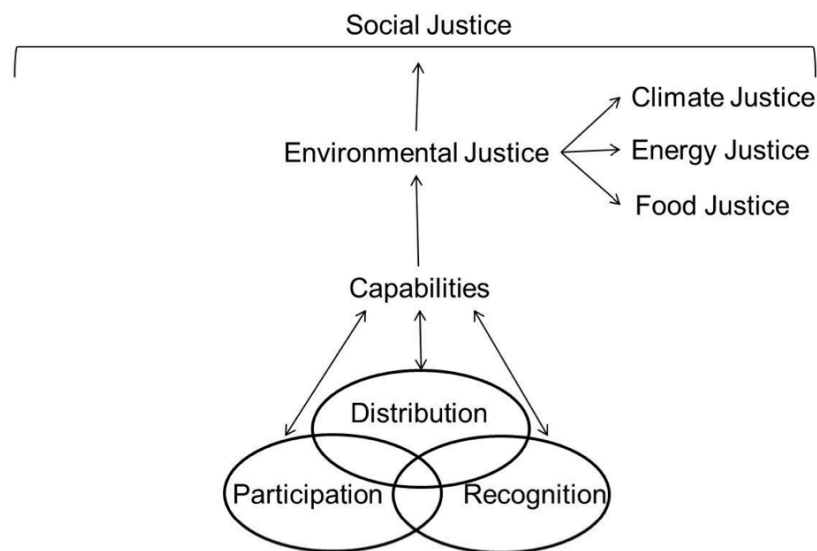 Social Justice
Climate Justice
Environmental Justice
Energy Justice
Food Justice
Capabilities
Distribution
Participation
Recognition